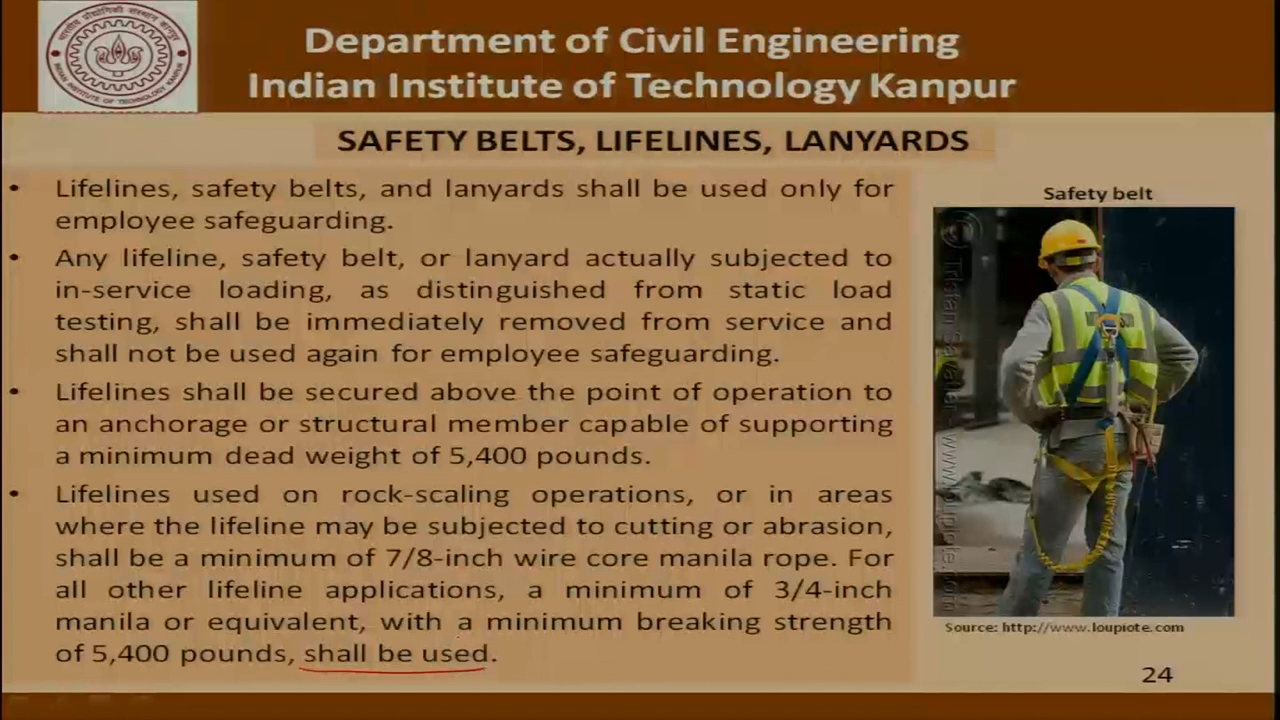 Department of Civil Engineering
Indian Institute of Technology Kanpur
SAFETY BELTS, LIFELINES, LANYARDS
• Lifelines, safety belts, and lanyards shall be used only for
employee safeguarding.
• Any lifeline, safety belt, or lanyard actually subjected to
in-service loading, as distinguished from static load
testing, shall be immediately removed from service and
shall not be used again for employee safeguarding.
• Lifelines shall be secured above the point of operation to
an anchorage or structural member capable of supporting
a minimum dead weight of 5,400 pounds.
• Lifelines used on rock-scaling operations, or in areas
where the lifeline may be subjected to cutting or abrasion,
shall be a minimum of 7/8-inch wire core manila rope. For
all other lifeline applications, a minimum of 3/4-inch
manila or equivalent, with a minimum breaking strength
of 5,400 pounds, shall be used.
Safety belt
www.loupiote.com
Source: http://www.loupiote.com
24